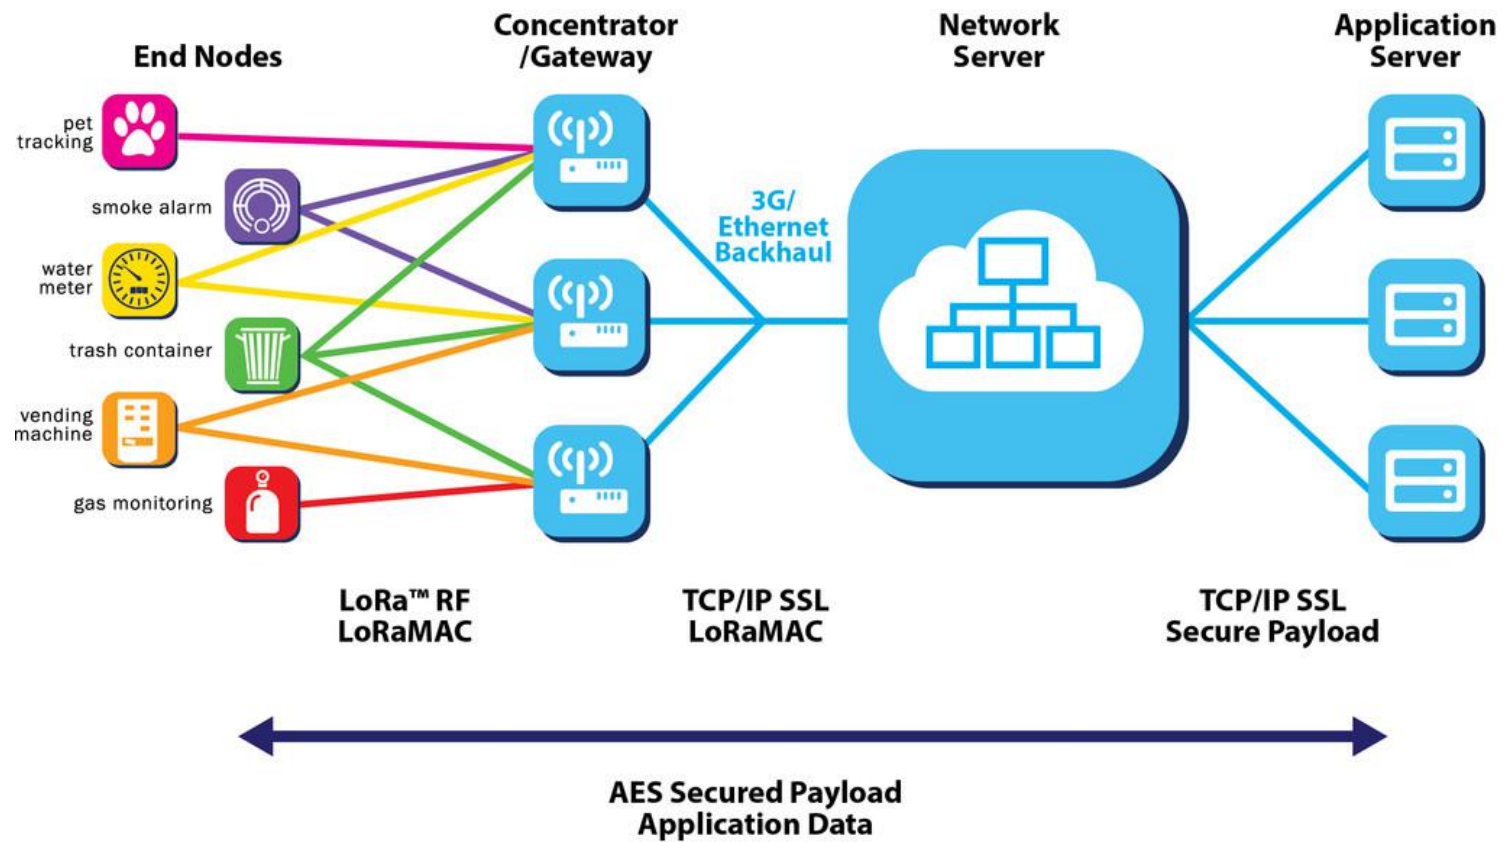 End Nodes
Concentrator
/Gateway
Network
Server
Application
Server
pet
tracking
smoke alarm
water
meter
trash container
vending
machine
gas monitoring
3G/
Ethernet
Backhaul
LoRa™ RF
LoRaMAC
TCP/IP SSL
LoRaMAC
TCP/IP SSL
Secure Payload
AES Secured Payload
Application Data